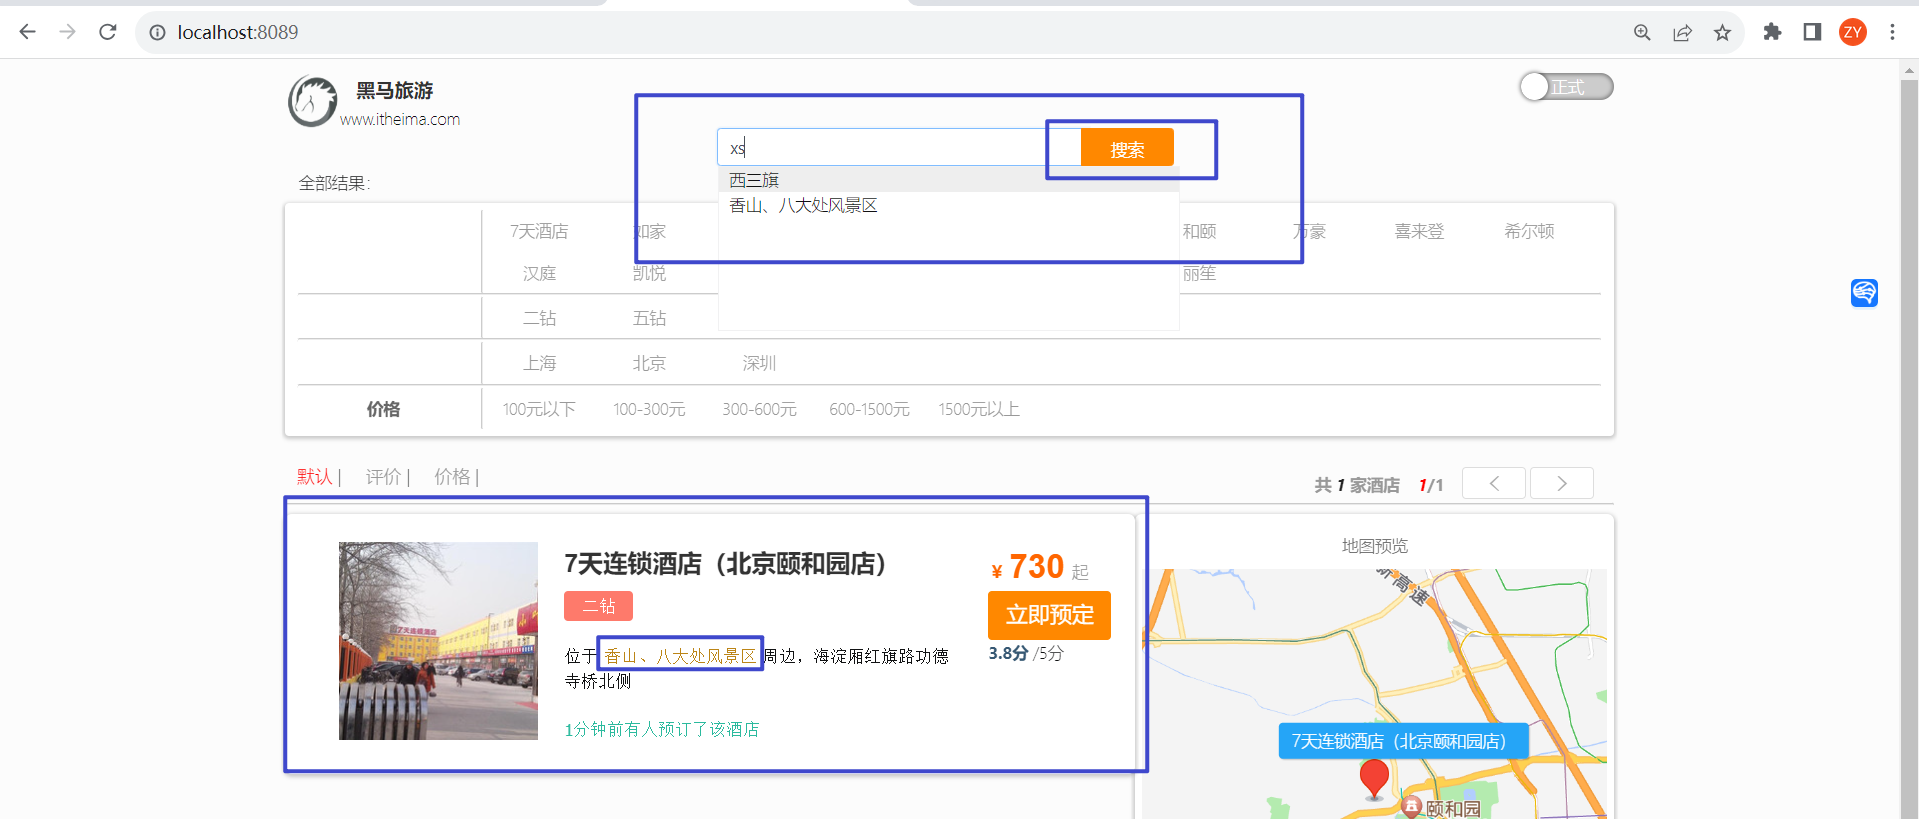 localhost:8089
ZY
黑马旅游
www.itheima.com
正式
xs
搜索
西三旗
香山、八大处风景区
全部结果:
7天酒店 如家 和颐 万豪 喜来登 希尔顿
汉庭 凯悦 丽笙
二钻 五钻
上海 北京 深圳
价格 100元以下 100-300元 300-600元 600-1500元 1500元以上
默认| 评价| 价格|
共 1 家酒店 1/1
7天连锁酒店（北京颐和园店）
二钻
位于 香山、八大处风景区 周边，海淀厢红旗路功德
寺桥北侧
1分钟前有人预订了该酒店
¥ 730 起
立即预定
3.8分 /5分
地图预览
高速
7天连锁酒店（北京颐和园店）
颐和园